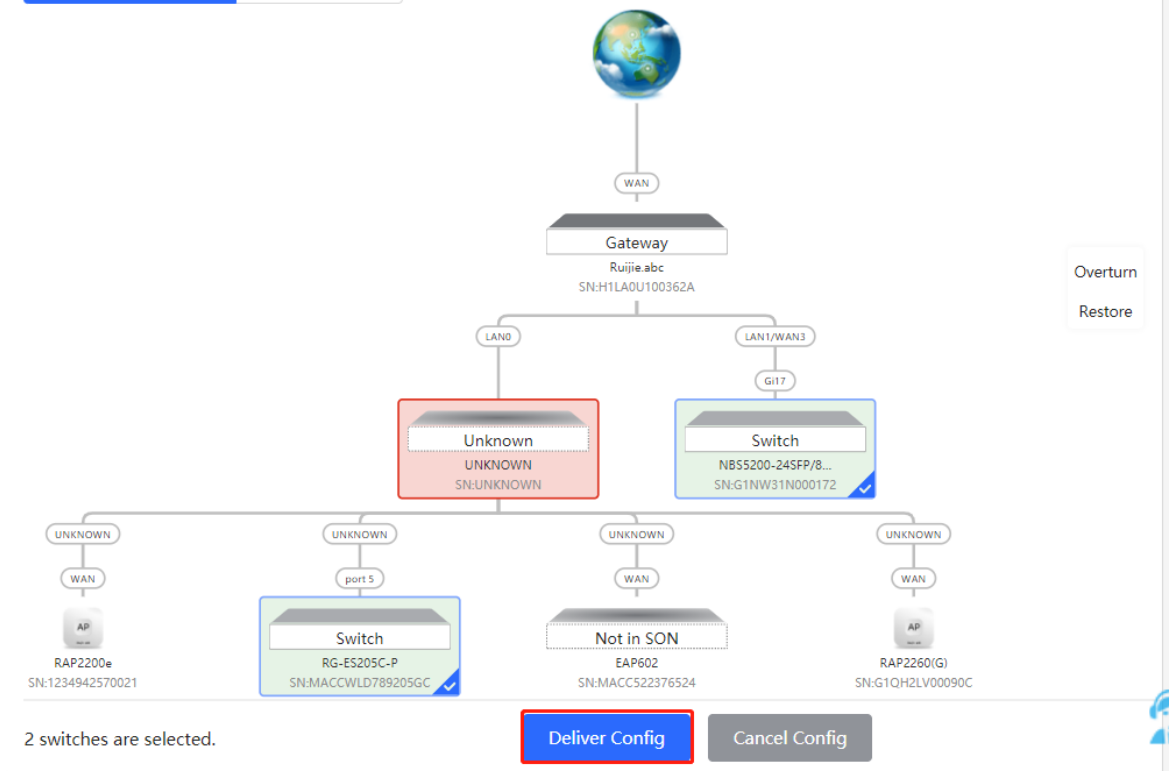 WAN
Gateway
Ruijie.abc
SN:H1LA0U100362A
Overturn
Restore
LAN0
LAN1/WAN3
Gi17
Unknown
UNKNOWN
SN:UNKNOWN
Switch
NBS5200-24SFP/8...
SN:G1NW31N000172
UNKNOWN
UNKNOWN
UNKNOWN
UNKNOWN
WAN
port 5
WAN
WAN
AP
RAP2200e
SN:1234942570021
Switch
RG-ES205C-P
SN:MACCWLD789205GC
Not in SON
EAP602
SN:MACC522376524
AP
RAP2260(G)
SN:G1QH2LV00090C
2 switches are selected.
Deliver Config
Cancel Config